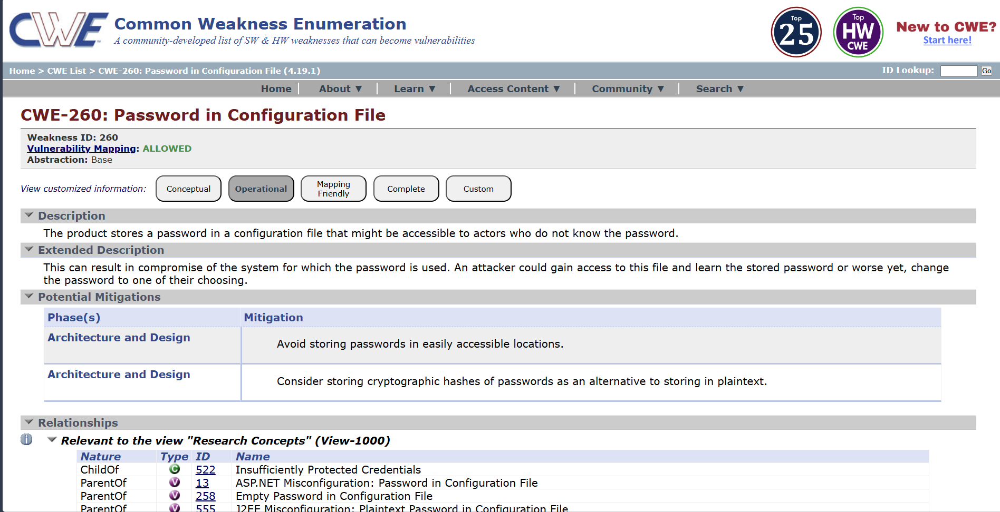 CWE
Common Weakness Enumeration
A community-developed list of SW & HW weaknesses that can become vulnerabilities
Top
25
Top
HW
CWE
New to CWE?
Start here!
Home > CWE List > CWE-260: Password in Configuration File (4.19.1)
ID Lookup:
Go
Home
About ▼
Learn ▼
Access Content ▼
Community ▼
Search ▼
CWE-260: Password in Configuration File
Weakness ID: 260
Vulnerability Mapping: ALLOWED
Abstraction: Base
View customized information:
Conceptual
Operational
Mapping
Friendly
Complete
Custom
Description
The product stores a password in a configuration file that might be accessible to actors who do not know the password.
Extended Description
This can result in compromise of the system for which the password is used. An attacker could gain access to this file and learn the stored password or worse yet, change
the password to one of their choosing.
Potential Mitigations
Phase(s) Mitigation
Architecture and Design
Avoid storing passwords in easily accessible locations.
Architecture and Design
Consider storing cryptographic hashes of passwords as an alternative to storing in plaintext.
Relationships
Relevant to the view "Research Concepts" (View-1000)
Nature Type ID Name
ChildOf C 522 Insufficiently Protected Credentials
ParentOf V 13 ASP.NET Misconfiguration: Password in Configuration File
ParentOf V 258 Empty Password in Configuration File
ParentOf V 555 J2EE Misconfiguration: Plaintext Password in Configuration File